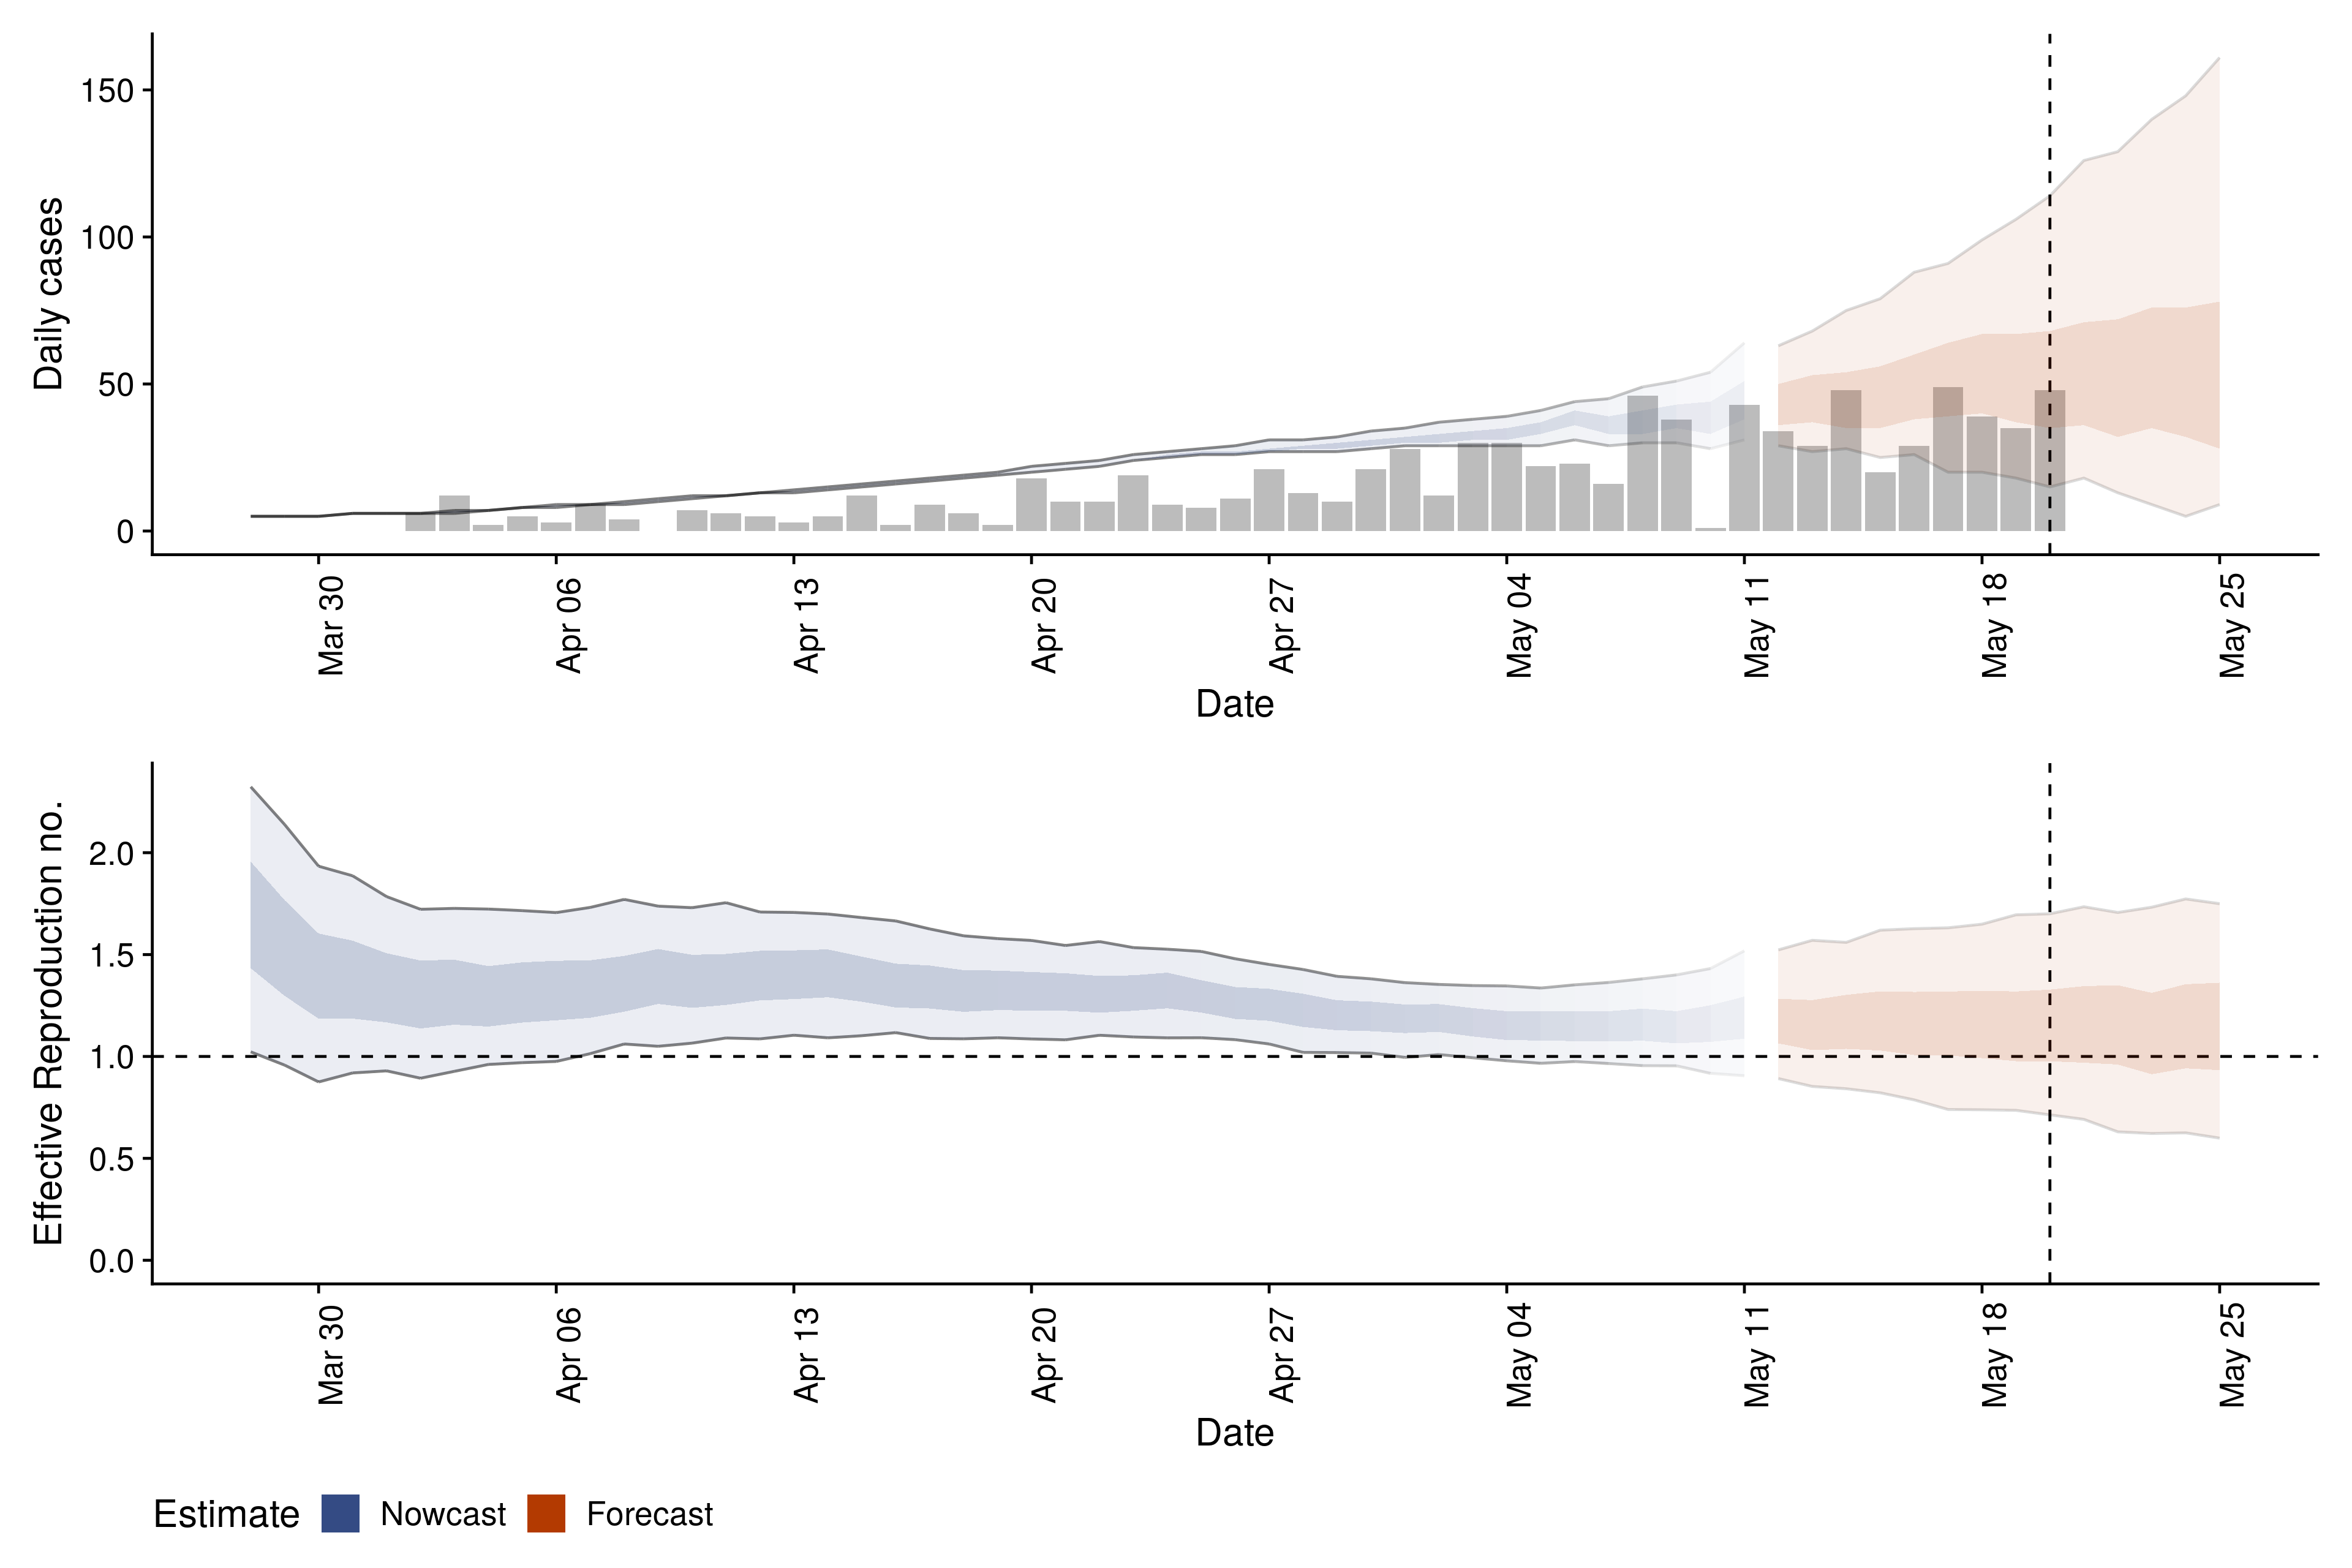 Daily cases
150
100
50
0
Mar 30
Apr 06
Apr 13
Apr 20
Apr 27
May 04
May 11
May 18
May 25
Date
Effective Reproduction no.
2.0
1.5
1.0
0.5
0.0
Mar 30
Apr 06
Apr 13
Apr 20
Apr 27
May 04
May 11
May 18
May 25
Date
Estimate Nowcast Forecast